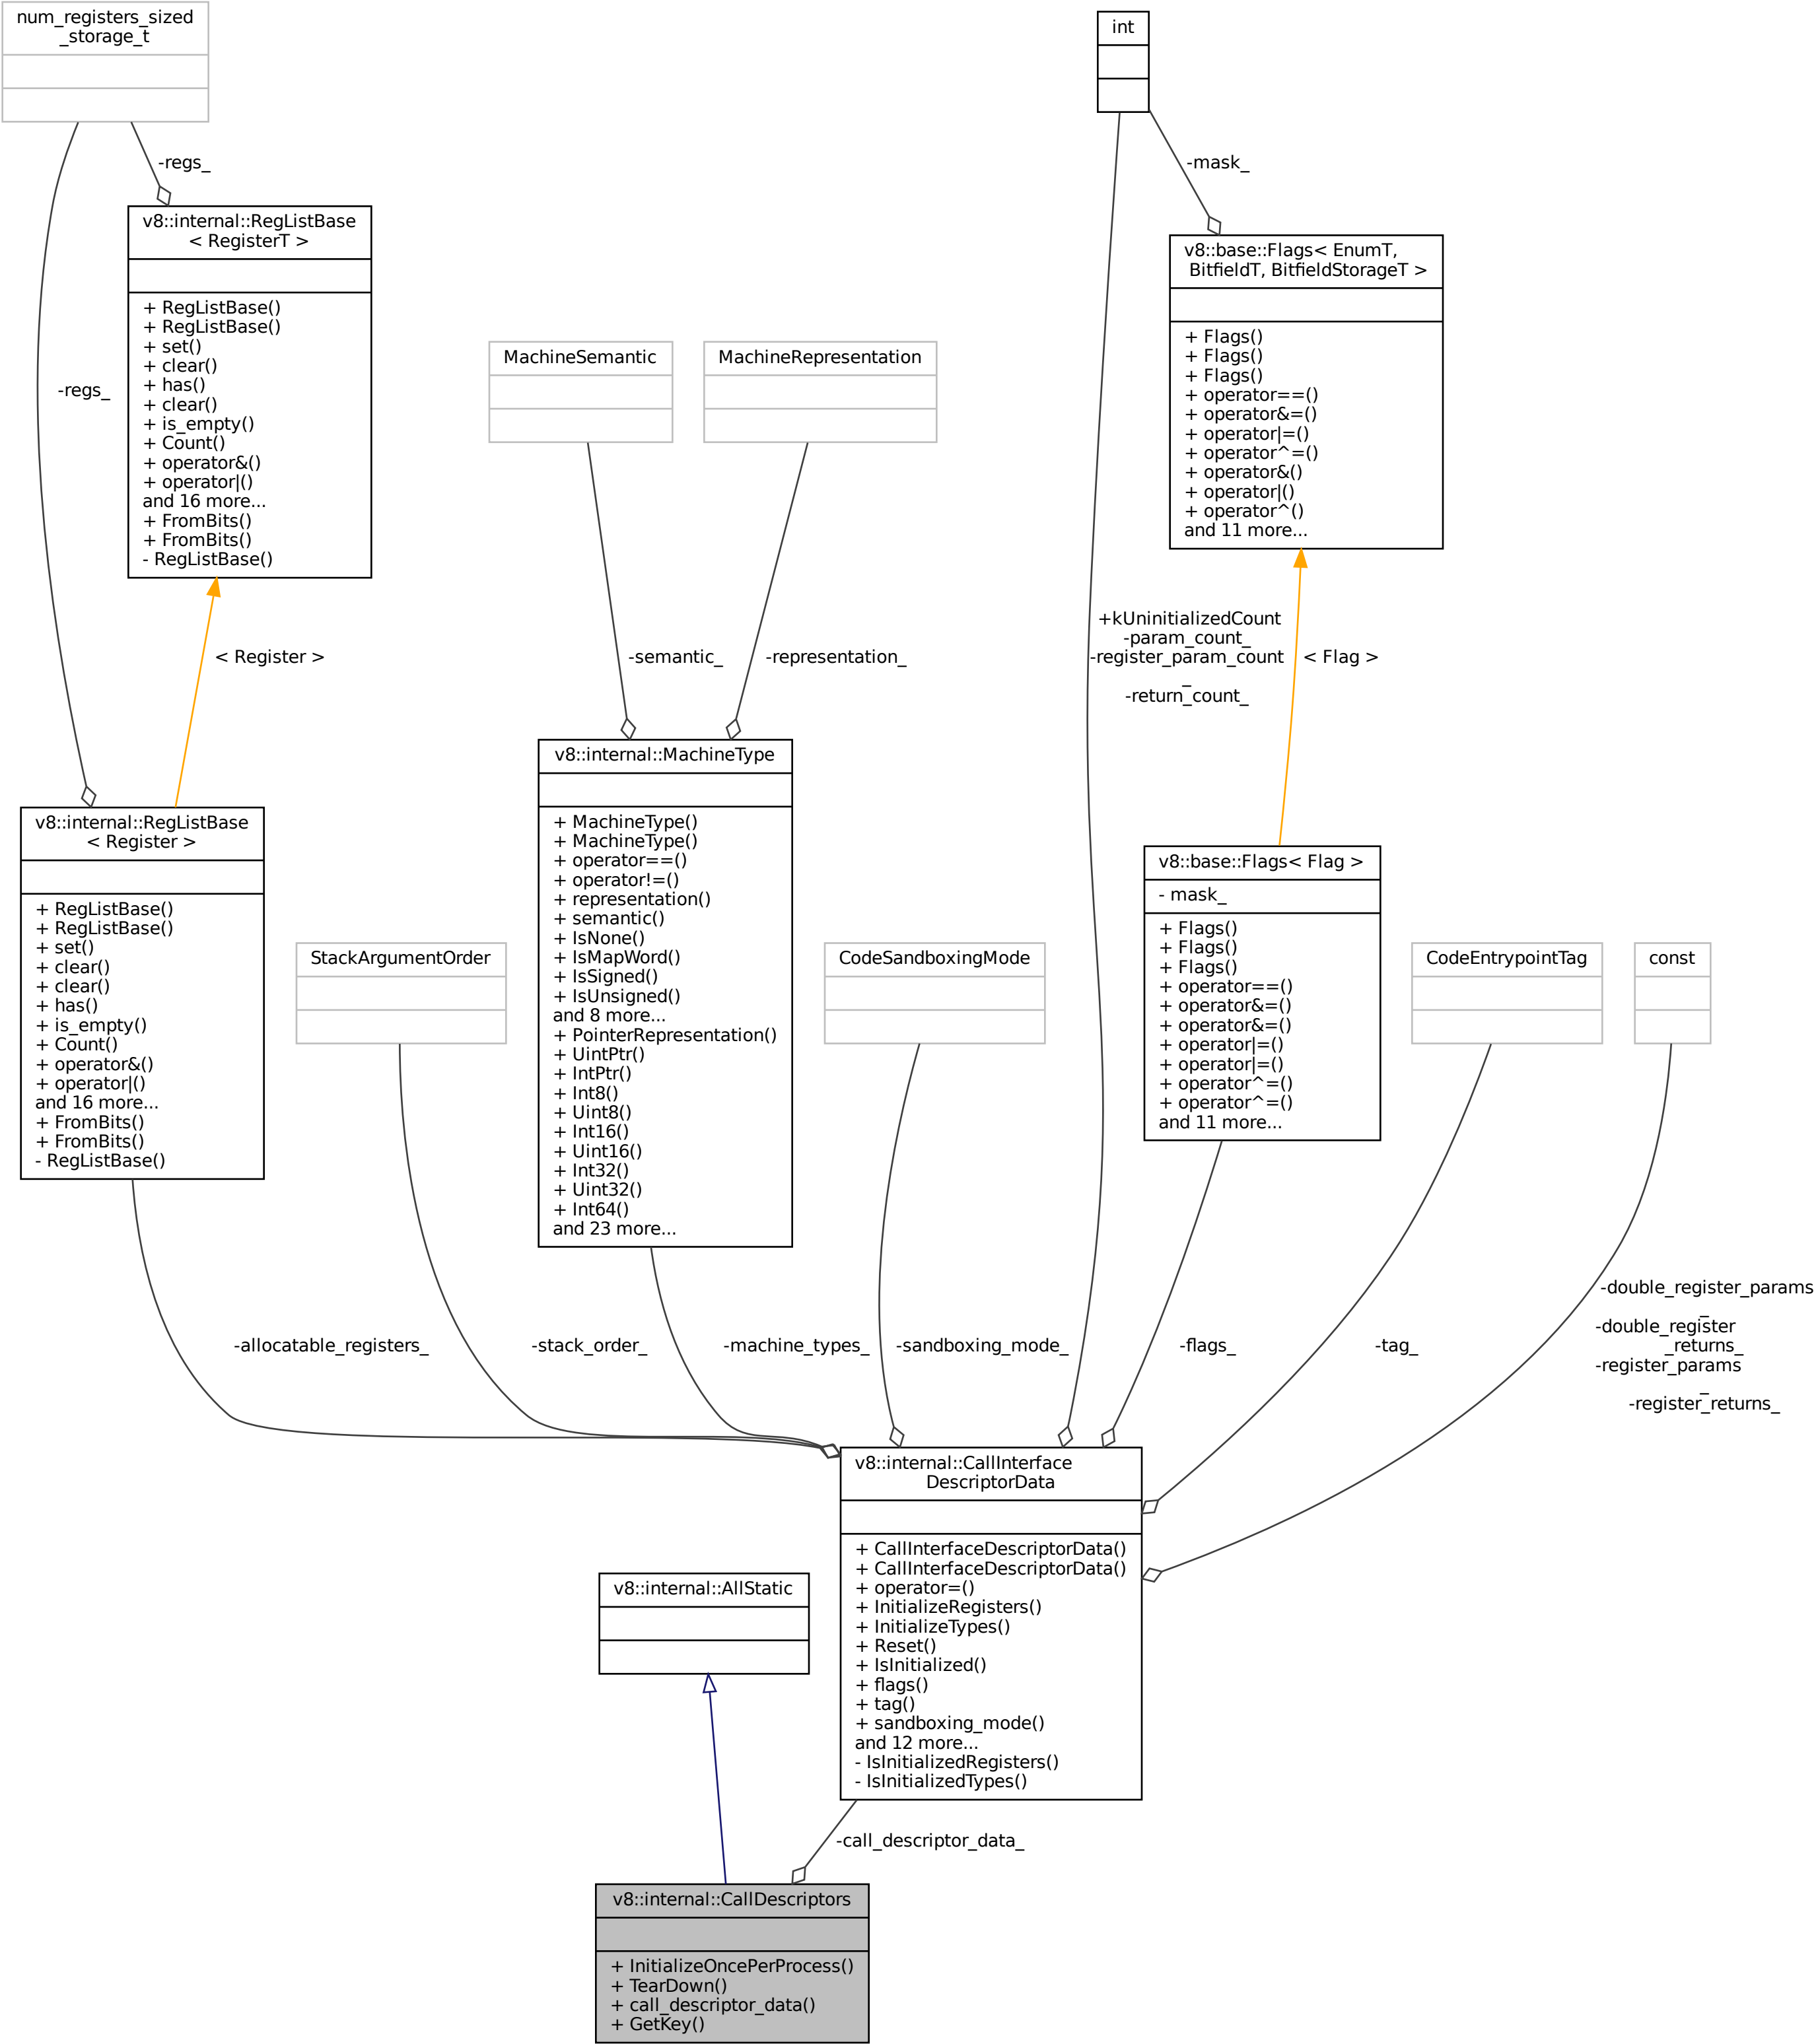 num_registers_sized
_storage_t
int
-regs_
-mask_
v8::internal::RegListBase
< RegisterT >
+ RegListBase()
+ RegListBase()
+ set()
+ clear()
+ has()
+ clear()
+ is_empty()
+ Count()
+ operator&()
+ operator|()
and 16 more...
+ FromBits()
+ FromBits()
- RegListBase()
v8::base::Flags< EnumT,
BitfieldT, BitfieldStorageT >
+ Flags()
+ Flags()
+ Flags()
+ operator==()
+ operator&=()
+ operator|=()
+ operator^=()
+ operator&()
+ operator|()
+ operator^()
and 11 more...
MachineSemantic
MachineRepresentation
-regs_
< Register >
-semantic_
-representation_
+kUninitializedCount
-param_count_
-register_param_count
_
-return_count_
< Flag >
v8::internal::RegListBase
< Register >
+ RegListBase()
+ RegListBase()
+ set()
+ clear()
+ clear()
+ has()
+ is_empty()
+ Count()
+ operator&()
+ operator|()
and 16 more...
+ FromBits()
+ FromBits()
- RegListBase()
StackArgumentOrder
v8::internal::MachineType
+ MachineType()
+ MachineType()
+ operator==()
+ operator!=()
+ representation()
+ semantic()
+ IsNone()
+ IsMapWord()
+ IsSigned()
+ IsUnsigned()
and 8 more...
+ PointerRepresentation()
+ UintPtr()
+ IntPtr()
+ Int8()
+ Uint8()
+ Int16()
+ Uint16()
+ Int32()
+ Uint32()
+ Int64()
and 23 more...
CodeSandboxingMode
v8::base::Flags< Flag >
- mask_
+ Flags()
+ Flags()
+ Flags()
+ operator==()
+ operator&=()
+ operator&=()
+ operator|=()
+ operator|=()
+ operator^=()
+ operator^=()
and 11 more...
CodeEntrypointTag
const
-allocatable_registers_
-stack_order_
-machine_types_
-sandboxing_mode_
-flags_
-tag_
-double_register_params
_
-double_register
_returns_
-register_params
_
-register_returns_
v8::internal::CallInterface
DescriptorData
+ CallInterfaceDescriptorData()
+ CallInterfaceDescriptorData()
+ operator=()
+ InitializeRegisters()
+ InitializeTypes()
+ Reset()
+ IsInitialized()
+ flags()
+ tag()
+ sandboxing_mode()
and 12 more...
- IsInitializedRegisters()
- IsInitializedTypes()
v8::internal::AllStatic
-call_descriptor_data_
v8::internal::CallDescriptors
+ InitializeOncePerProcess()
+ TearDown()
+ call_descriptor_data()
+ GetKey()